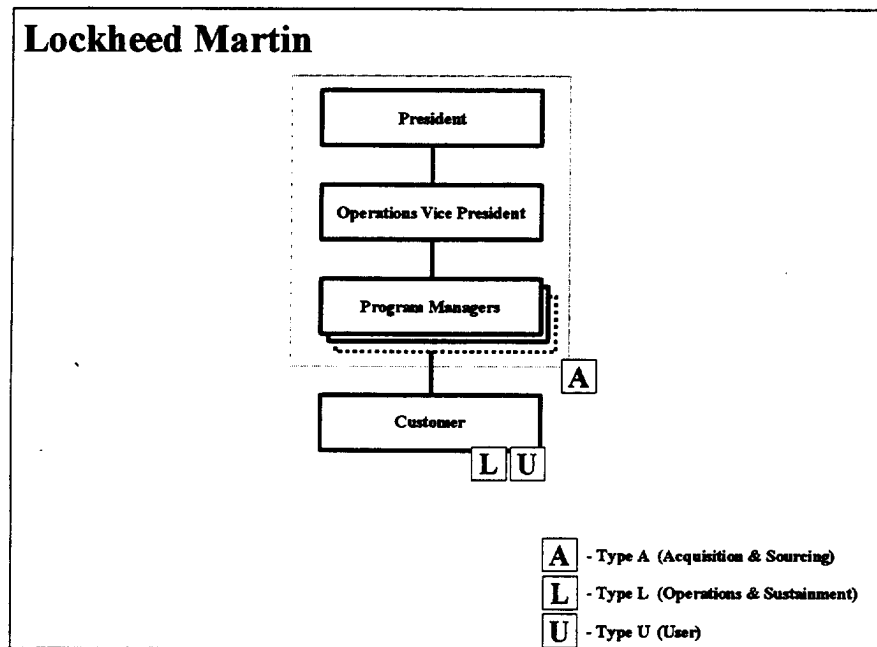 Lockheed Martin
President
Operations Vice President
Program Managers
A
Customer
L U
A - Type A (Acquisition & Sourcing)
L - Type L (Operations & Sustainment)
U - Type U (User)